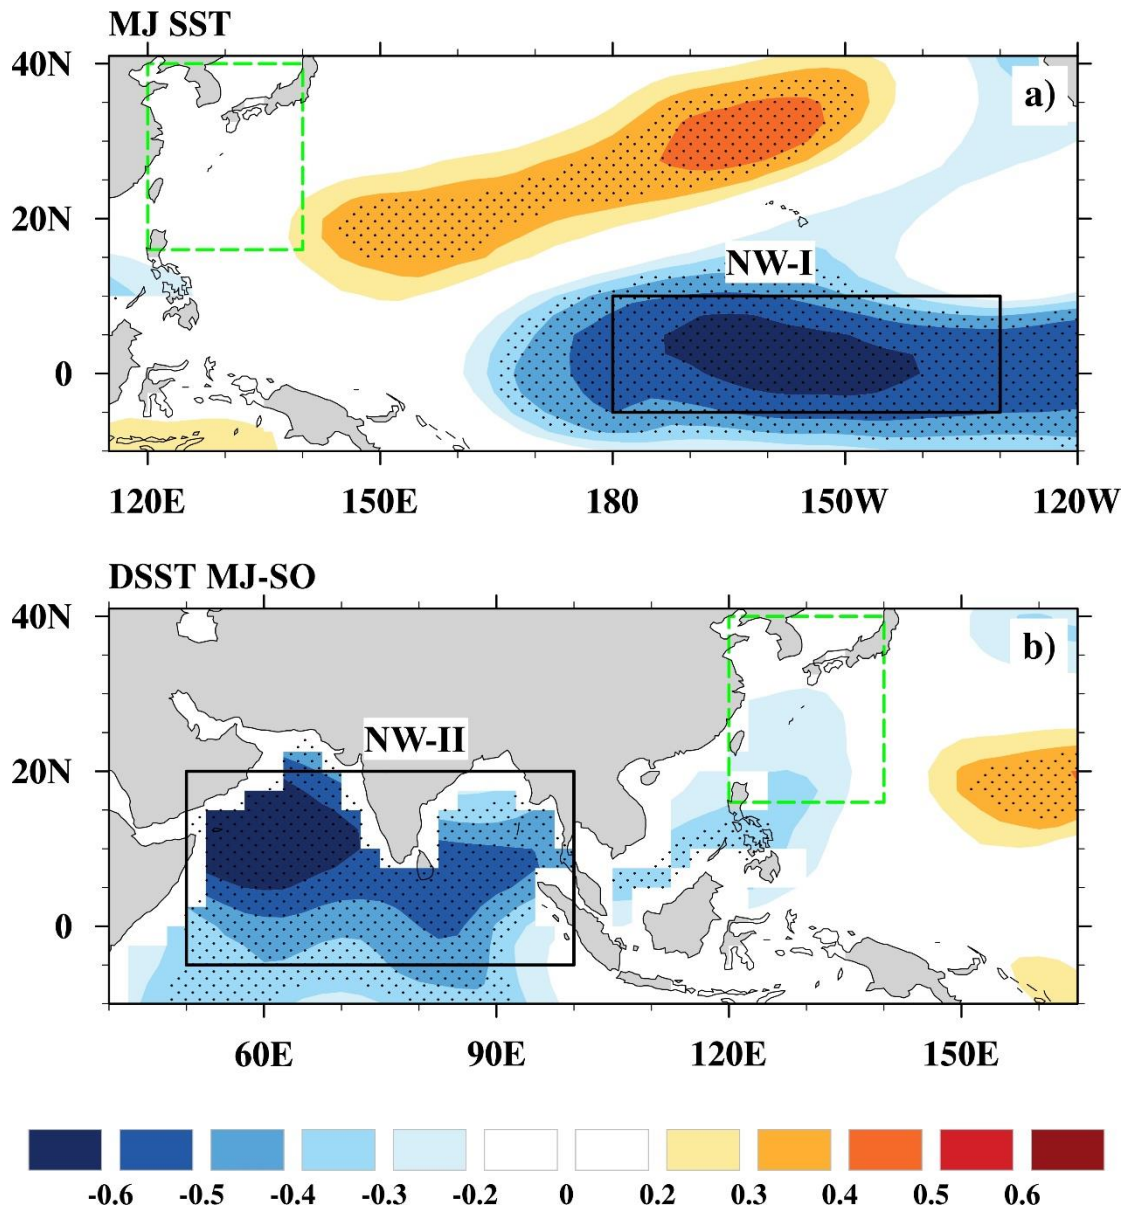 MJ SST
40N
a)
20N
NW-I
0
120E 150E 180 150W 120W
DSST MJ-SO
40N
b)
NW-II
20N
0
60E 90E 120E 150E
-0.6 -0.5 -0.4 -0.3 -0.2 0 0.2 0.3 0.4 0.5 0.6